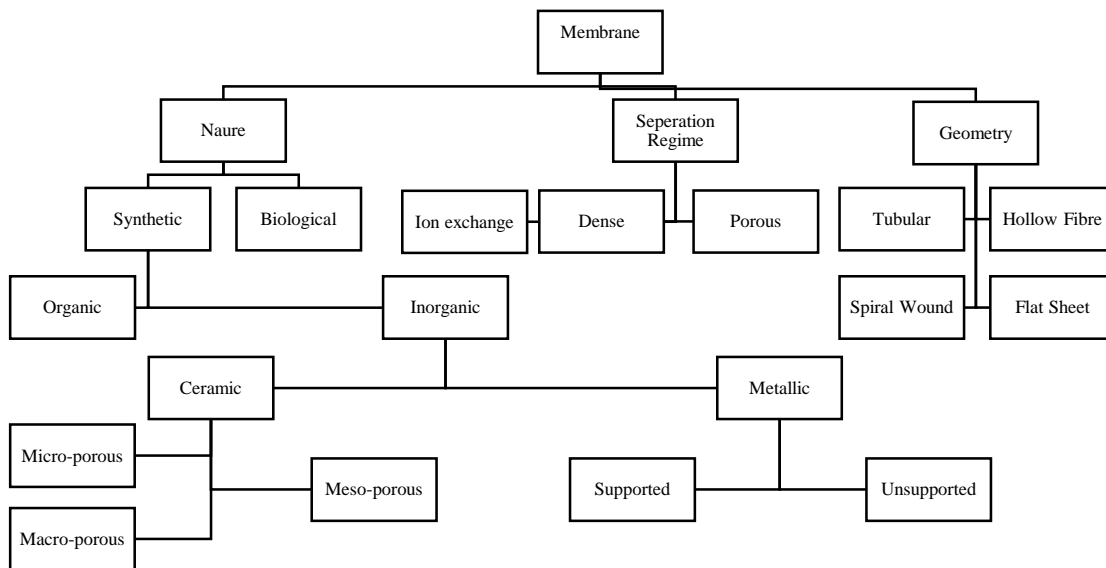 Membrane
Naure
Seperation
Regime
Geometry
Synthetic
Biological
Ion exchange
Dense
Porous
Tubular
Hollow Fibre
Organic
Inorganic
Spiral Wound
Flat Sheet
Ceramic
Metallic
Micro-porous
Meso-porous
Supported
Unsupported
Macro-porous